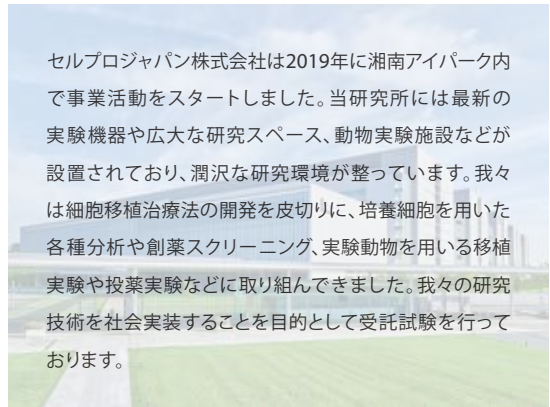 セルプロジャパン株式会社は2019年に湘南アイパーク内
で事業活動をスタートしました。当研究所には最新の
実験機器や広大な研究スペース、動物実験施設などが
設置されており、潤沢な研究環境が整っています。我々
は細胞移植治療法の開発を皮切りに、培養細胞を用いた
各種分析や創薬スクリーニング、実験動物を用いる移植
実験や投薬実験などに取り組んできました。我々の研究
技術を社会実装することを目的として受託試験を行って
おります。